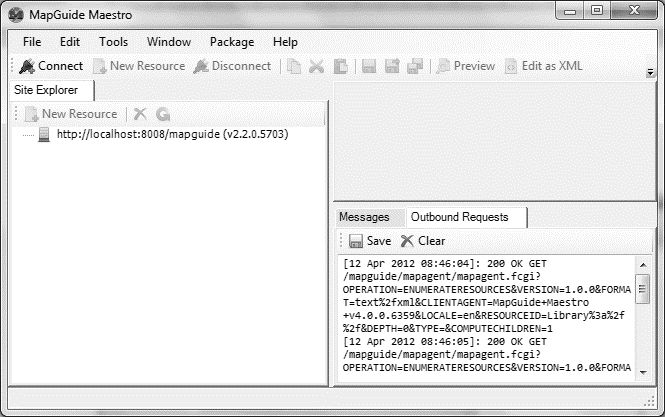 MapGuide Maestro
File Edit Tools Window Package Help
Connect New Resource Disconnect Preview Edit as XML
Site Explorer
New Resource
http://localhost:8008/mapguide (v2.2.0.5703)
Messages Outbound Requests
Save Clear
[12 Apr 2012 08:46:04]: 200 OK GET
/mapguide/mapagent/mapagent.fcgi?
OPERATION=ENUMERATERESOURCES&VERSION=1.0.0&FORMA
T=text%2fxml&CLIENTAGENT=MapGuide+Maestro
+v4.0.0.6359&LOCALE=en&RESOURCEID=Library%3a%2f
%2f&DEPTH=0&TYPE=&COMPUTECHILDREN=1
[12 Apr 2012 08:46:05]: 200 OK GET
/mapguide/mapagent/mapagent.fcgi?
OPERATION=ENUMERATERESOURCES&VERSION=1.0.0&FORMA